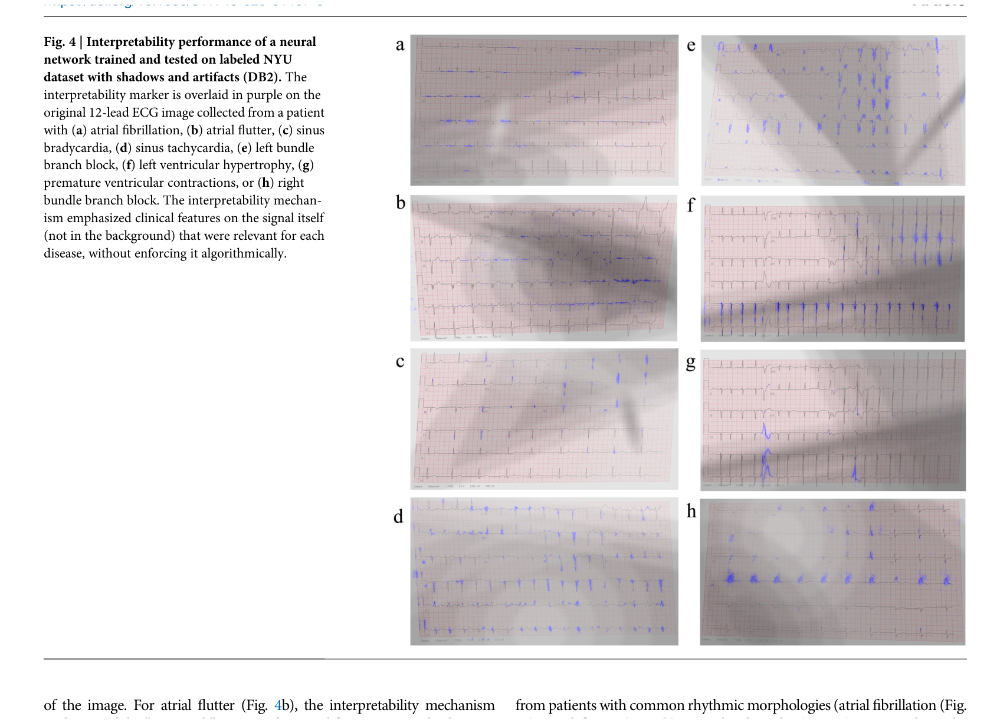 Fig. 4 | Interpretability performance of a neural
network trained and tested on labeled NYU
dataset with shadows and artifacts (DB2). The
interpretability marker is overlaid in purple on the
original 12-lead ECG image collected from a patient
with (a) atrial fibrillation, (b) atrial flutter, (c) sinus
bradycardia, (d) sinus tachycardia, (e) left bundle
branch block, (f) left ventricular hypertrophy, (g)
premature ventricular contractions, or (h) right
bundle branch block. The interpretability mechan-
ism emphasized clinical features on the signal itself
(not in the background) that were relevant for each
disease, without enforcing it algorithmically.
a
e
b
f
c
g
d
h
of the image. For atrial flutter (Fig. 4b), the interpretability mechanism
from patients with common rhythmic morphologies (atrial fibrillation (Fig.